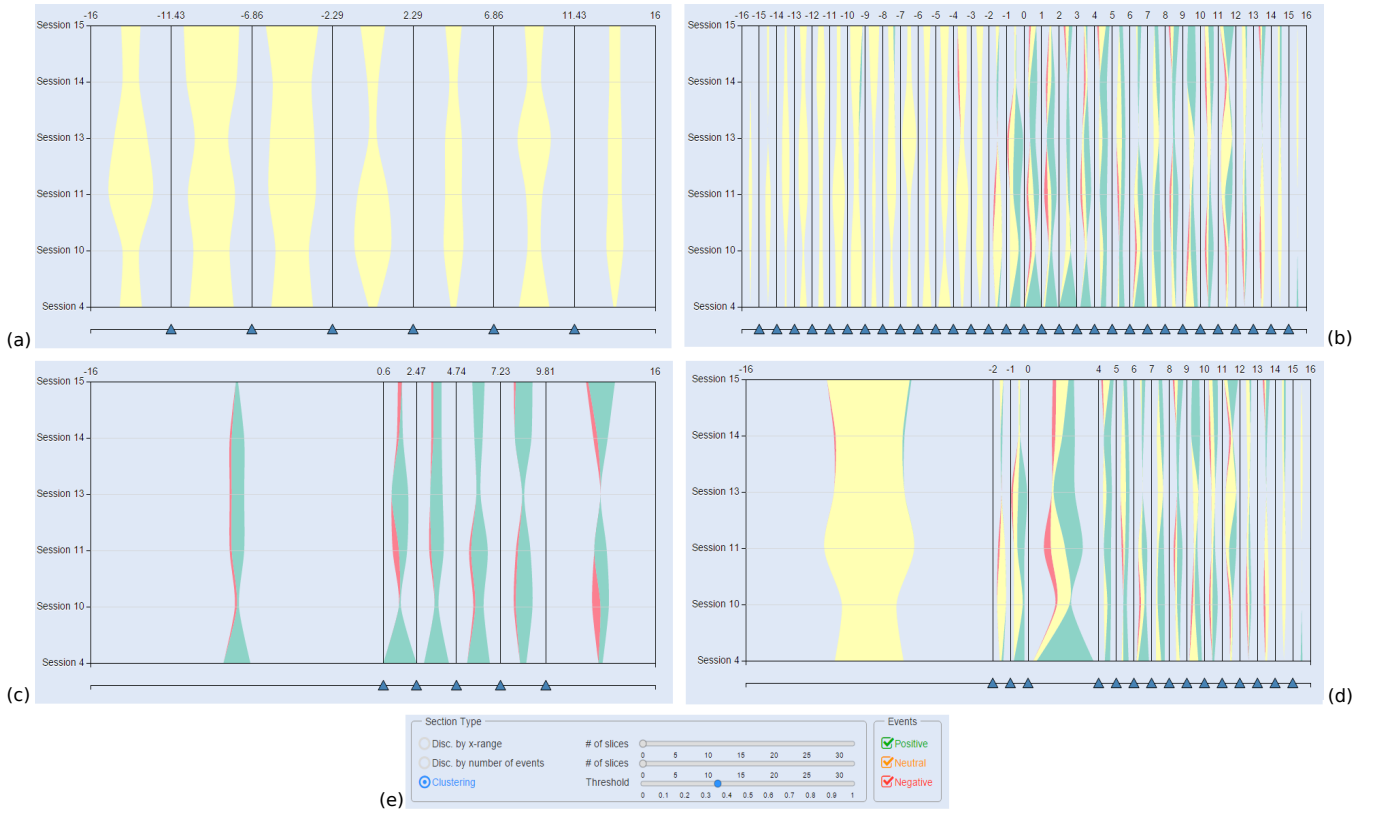 -16 -11.43 -6.86 -2.29 2.29 6.86 11.43 16
Session 15
Session 14
Session 13
Session 11
Session 10
Session 4
(a)
-16 -15 -14 -13 -12 -11 -10 -9 -8 -7 -6 -5 -4 -3 -2 -1 0 1 2 3 4 5 6 7 8 9 10 11 12 13 14 15 16
Session 15
Session 14
Session 13
Session 11
Session 10
Session 4
(b)
-16 0.6 2.47 4.74 7.23 9.81 16
Session 15
Session 14
Session 13
Session 11
Session 10
Session 4
(c)
-16 -2 -1 0 4 5 6 7 8 9 10 11 12 13 14 15 16
Session 15
Session 14
Session 13
Session 11
Session 10
Session 4
(d)
Section Type
Disc. by x-range # of slices
0 5 10 15 20 25 30
Disc. by number of events # of slices
0 5 10 15 20 25 30
Clustering Threshold
0 0.1 0.2 0.3 0.4 0.5 0.6 0.7 0.8 0.9 1
Events
Positive
Neutral
Negative
(e)